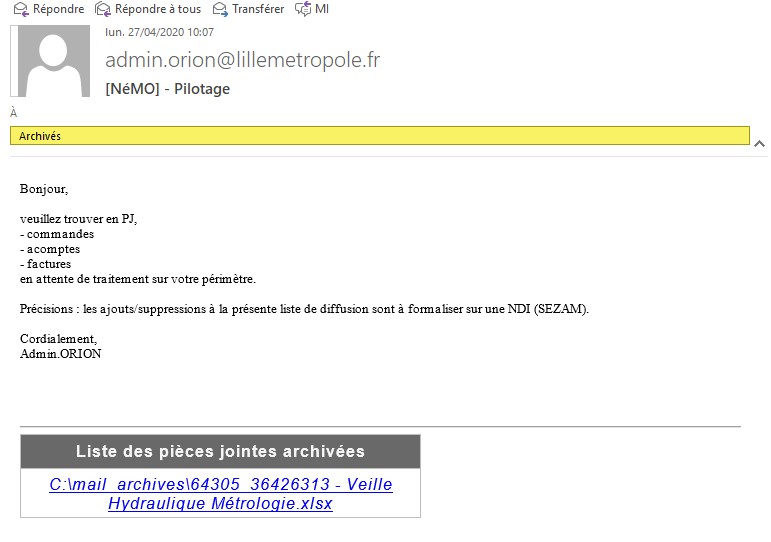 Répondre Répondre à tous Transférer MI
lun. 27/04/2020 10:07
admin.orion@lillemetropole.fr
[NéMO] - Pilotage
À
Archivés
Bonjour,
veuillez trouver en PJ,
- commandes
- acomptes
- factures
en attente de traitement sur votre périmètre.
Précisions : les ajouts/suppressions à la présente liste de diffusion sont à formaliser sur une NDI (SEZAM).
Cordialement,
Admin.ORION
Liste des pièces jointes archivées
C:\mail_archives\64305_36426313 - Veille
Hydraulique Métrologie.xlsx